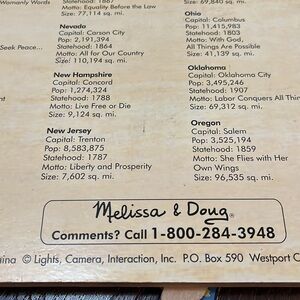 Womanly Words
Statehood: 1867
Motto: Equality Before the Law
Size: 77,114 sq. mi.
Nevada
Capital: Carson City
Pop: 2,191,394
Statehood: 1864
Motto: All for Our Country
Size: 110,194 sq. mi.
Seek Peace...
New Hampshire
Capital: Concord
Pop: 1,274,324
Statehood: 1788
Motto: Live Free or Die
Size: 9,124 sq. mi.
New Jersey
Capital: Trenton
Pop: 8,583,875
Statehood: 1787
Motto: Liberty and Prosperity
Size: 7,602 sq. mi.
Size: 69,840 sq. mi.
Ohio
Capital: Columbus
Pop: 11,415,983
Statehood: 1803
Motto: With God,
All Things Are Possible
Size: 41,139 sq. mi.
Oklahoma
Capital: Oklahoma City
Pop: 3,495,246
Statehood: 1907
Motto: Labor Conquers All Thin
Size: 69,312 sq. mi.
Oregon
Capital: Salem
Pop: 3,525,194
Statehood: 1859
Motto: She Flies with Her
Own Wings
Size: 96,535 sq. mi.
Melissa & Doug®
Comments? Call 1-800-284-3948
ina © Lights, Camera, Interaction, Inc. P.O. Box 590 Westport C